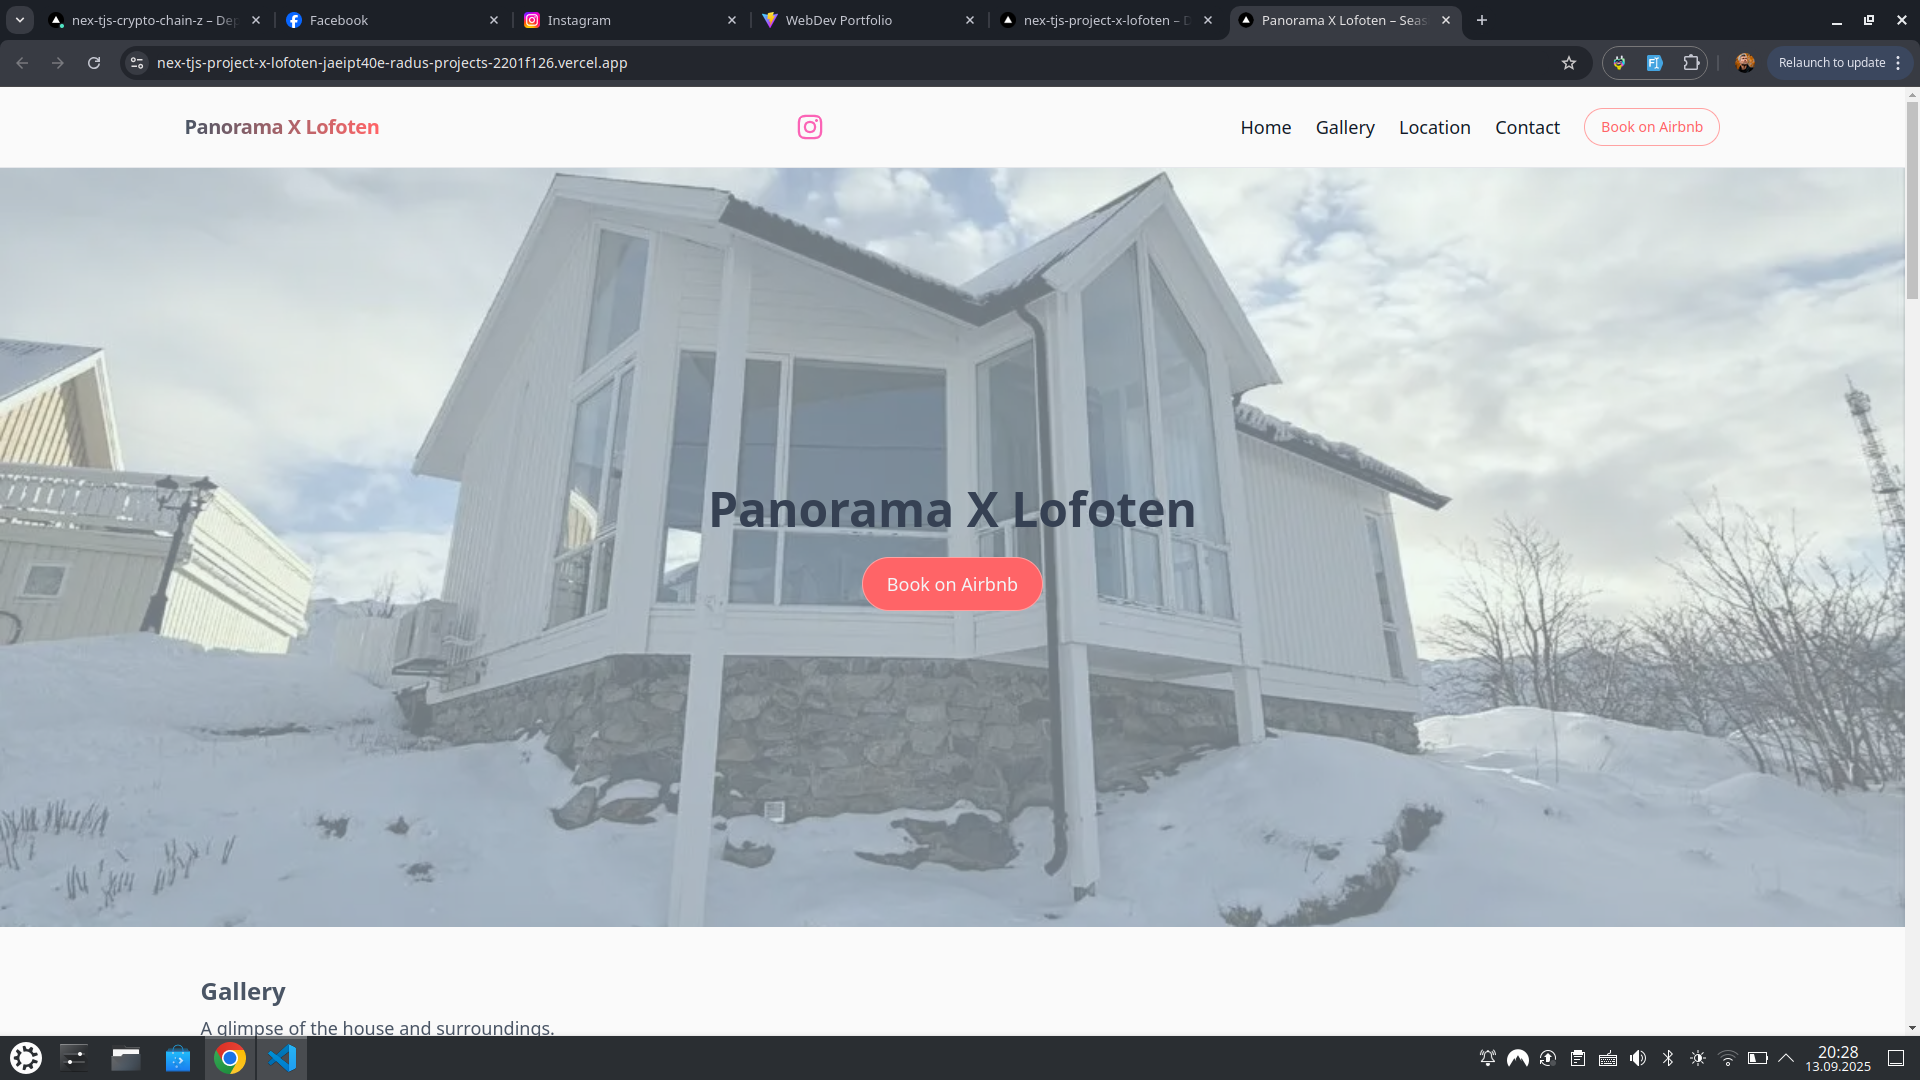 nex-tjs-crypto-chain-z – Dep
Facebook
Instagram
WebDev Portfolio
nex-tjs-project-x-lofoten – D
Panorama X Lofoten – Seas
nex-tjs-project-x-lofoten-jaeipt40e-radus-projects-2201f126.vercel.app
Relaunch to update
Panorama X Lofoten
Home
Gallery
Location
Contact
Book on Airbnb
Panorama X Lofoten
Book on Airbnb
Gallery
A glimpse of the house and surroundings.
20:28
13.09.2025